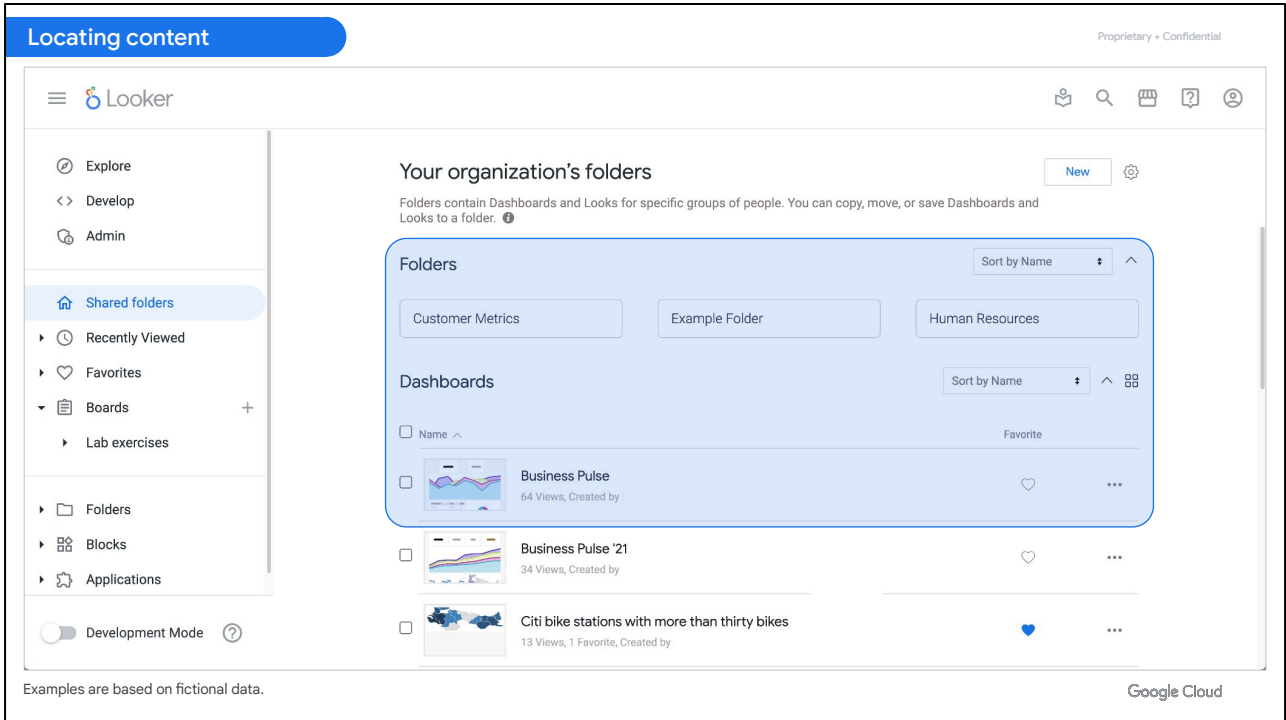 Locating content
Proprietary + Confidential
Looker
Explore
Develop
Admin
Shared folders
Recently Viewed
Favorites
Boards
Lab exercises
Folders
Blocks
Applications
Development Mode
Your organization's folders
New
Folders contain Dashboards and Looks for specific groups of people. You can copy, move, or save Dashboards and
Looks to a folder.
Folders
Sort by Name
Customer Metrics
Example Folder
Human Resources
Dashboards
Sort by Name
Name
Favorite
Business Pulse
64 Views, Created by
Business Pulse '21
34 Views, Created by
Citi bike stations with more than thirty bikes
13 Views, 1 Favorite, Created by
Examples are based on fictional data.
Google Cloud